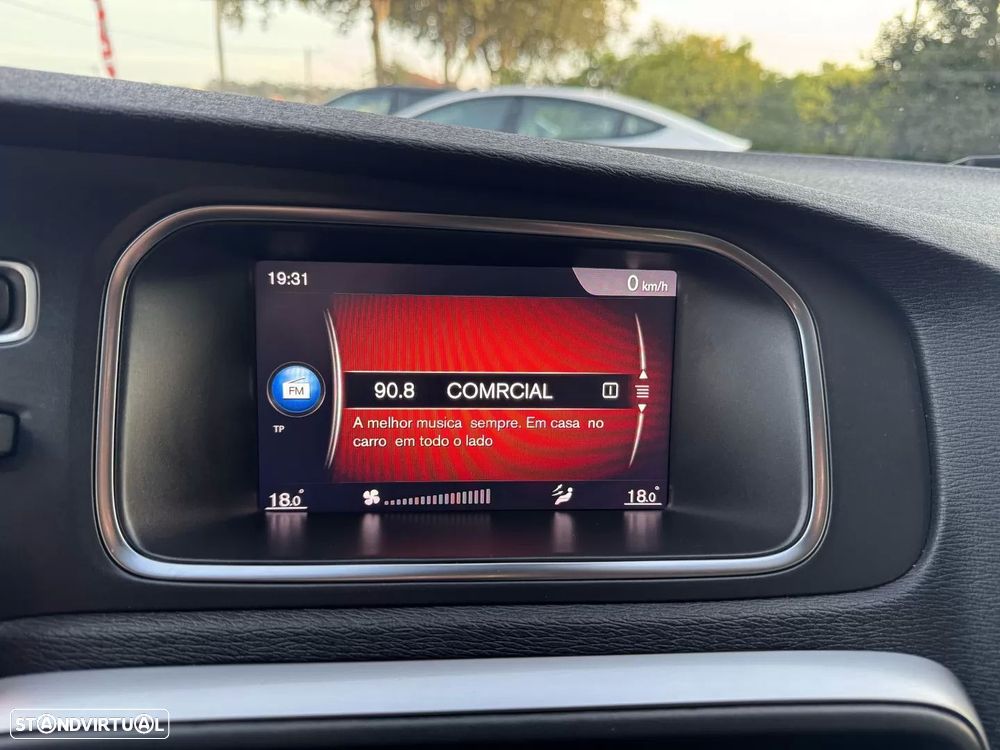 19:31
0 km/h
FM
90.8 COMRCIAL
TP
A melhor musica sempre. Em casa no
carro em todo o lado
18.0°
18.0°
STANDVIRTUAL